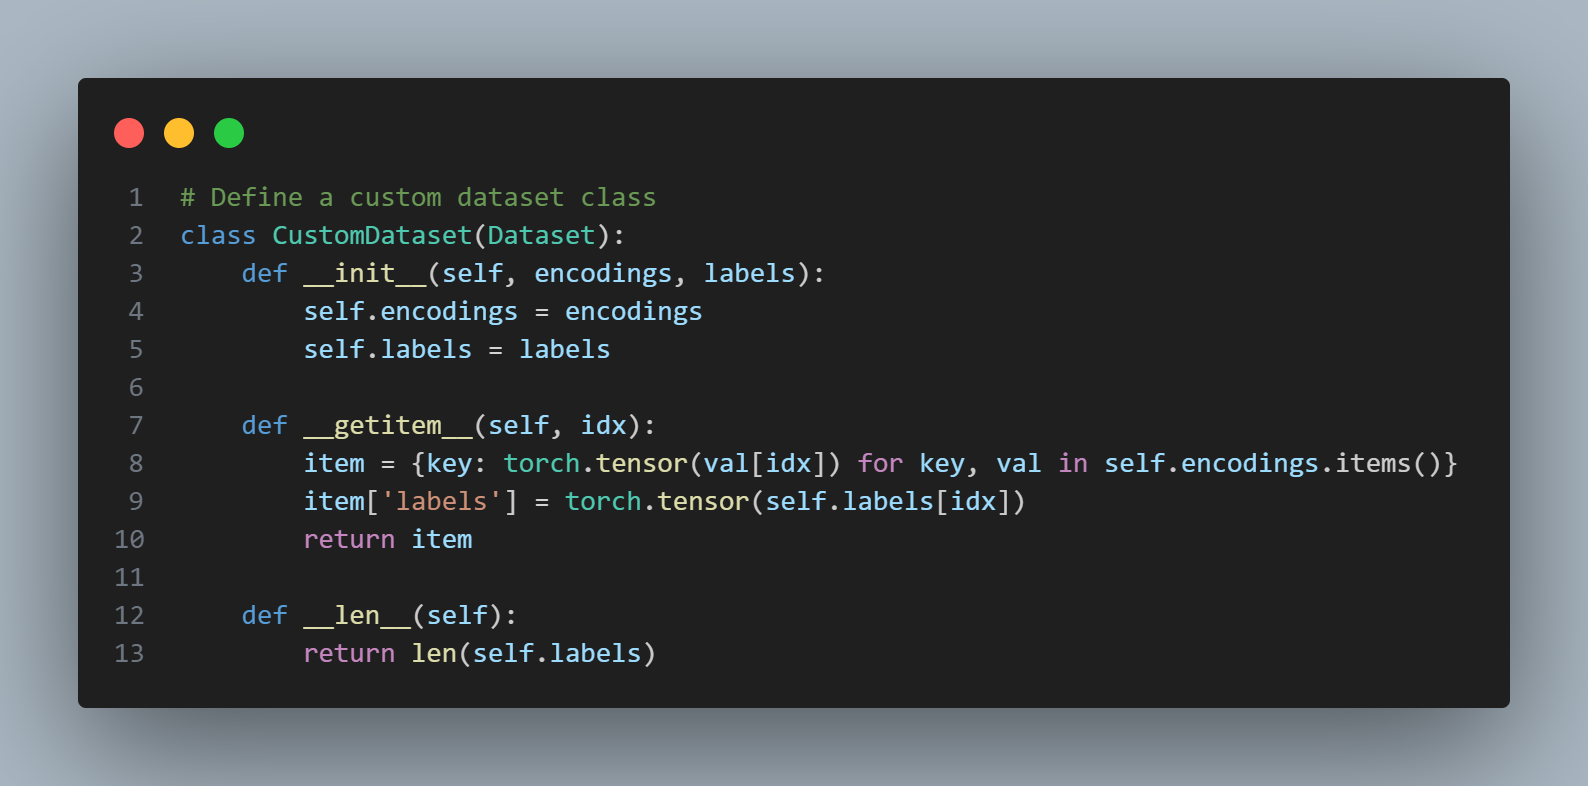 1 # Define a custom dataset class
2 class CustomDataset(Dataset):
3     def __init__(self, encodings, labels):
4         self.encodings = encodings
5         self.labels = labels
6
7     def __getitem__(self, idx):
8         item = {key: torch.tensor(val[idx]) for key, val in self.encodings.items()}
9         item['labels'] = torch.tensor(self.labels[idx])
10         return item
11
12     def __len__(self):
13         return len(self.labels)